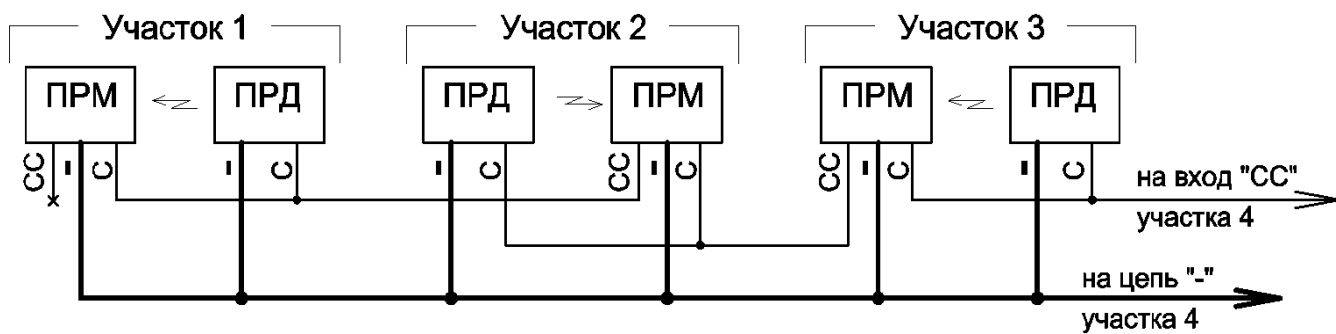 Участок 1 Участок 2 Участок 3
ПРМ ПРД ПРД ПРМ ПРМ ПРД
СС - С - С - С СС - С СС - С - С
на вход "СС"
участка 4
на цепь "-"
участка 4